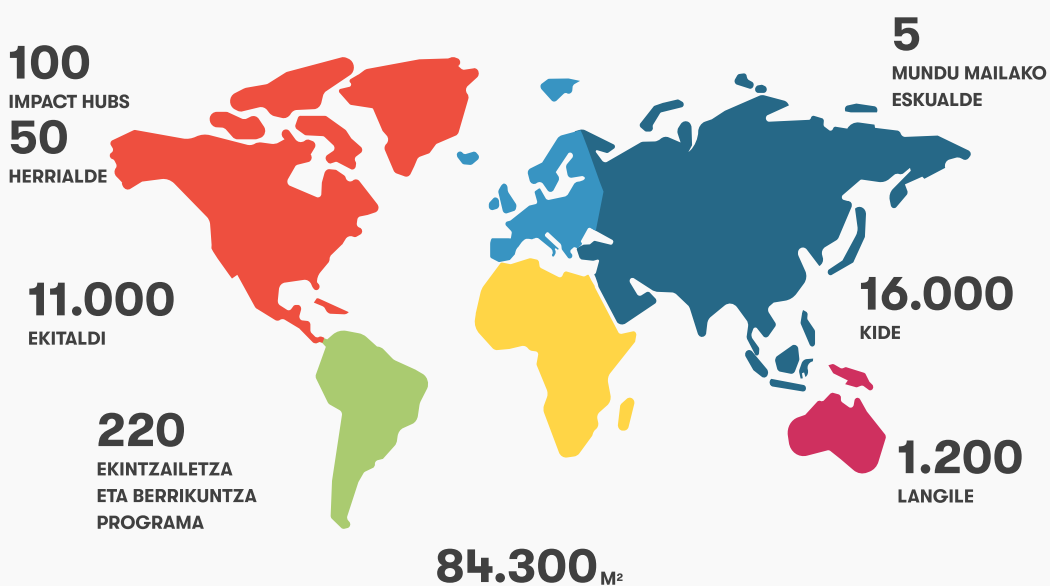 100
IMPACT HUBS
50
HERRIALDE
5
MUNDU MAILAKO
ESKUALDE
11.000
EKITALDI
16.000
KIDE
220
EKINTZAILETZA
ETA BERRIKUNTZA
PROGRAMA
1.200
LANGILE
84.300 M²